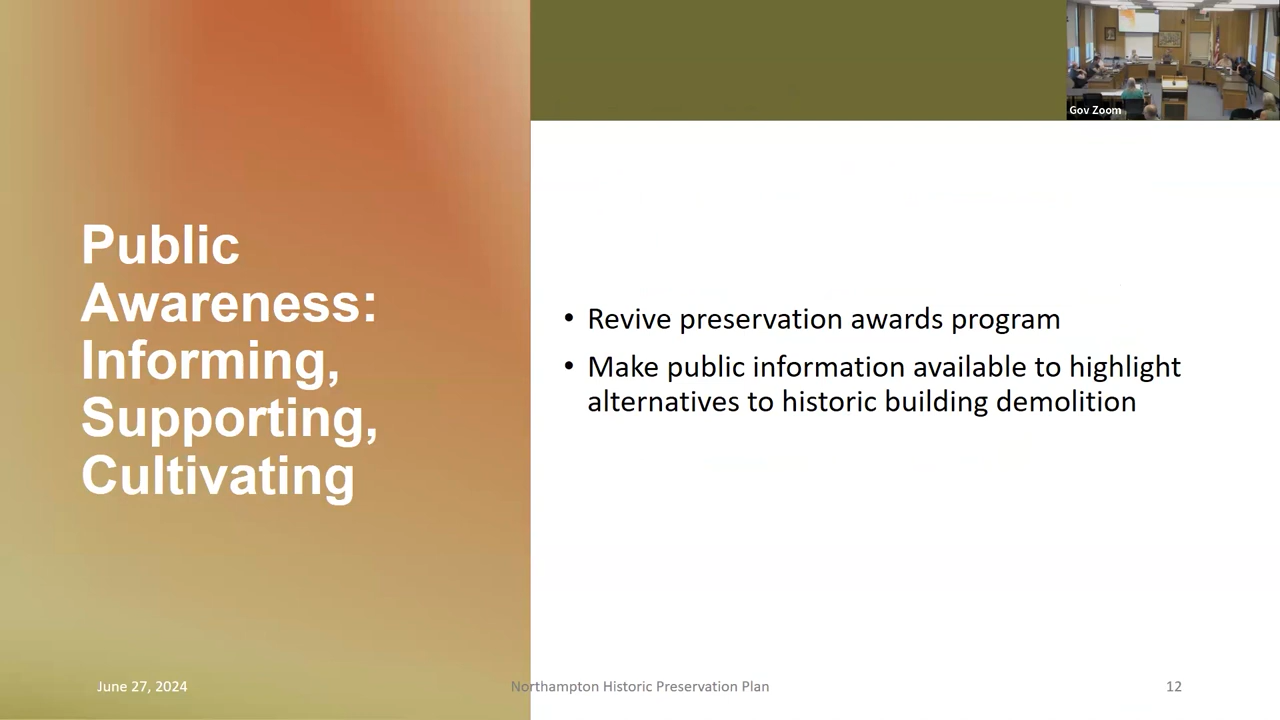 Gov Zoom
Public
Awareness:
Informing,
Supporting,
Cultivating
• Revive preservation awards program
• Make public information available to highlight
alternatives to historic building demolition
June 27, 2024
Northampton Historic Preservation Plan
12